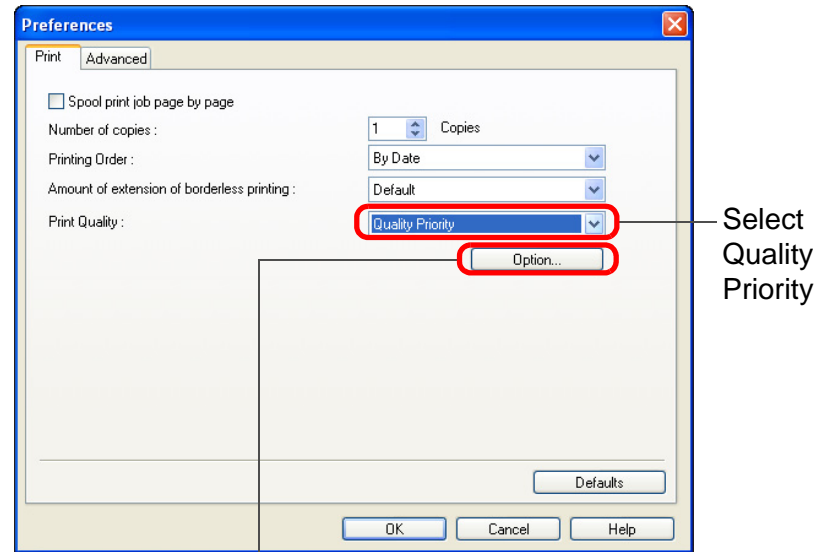 Preferences
Print Advanced
Spool print job page by page
Number of copies : 1 Copies
Printing Order : By Date
Amount of extension of borderless printing : Default
Print Quality : Quality Priority
Option...
Select
Quality
Priority
Defaults
OK Cancel Help